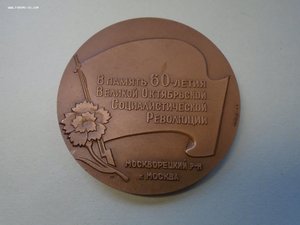 В ПАМЯТЬ 60-ЛЕТИЯ
ВЕЛИКОЙ ОКТЯБРЬСКОЙ
СОЦИАЛИСТИЧЕСКОЙ
РЕВОЛЮЦИИ
МОСКВОРЕЦКИЙ Р-Н
г. МОСКВА